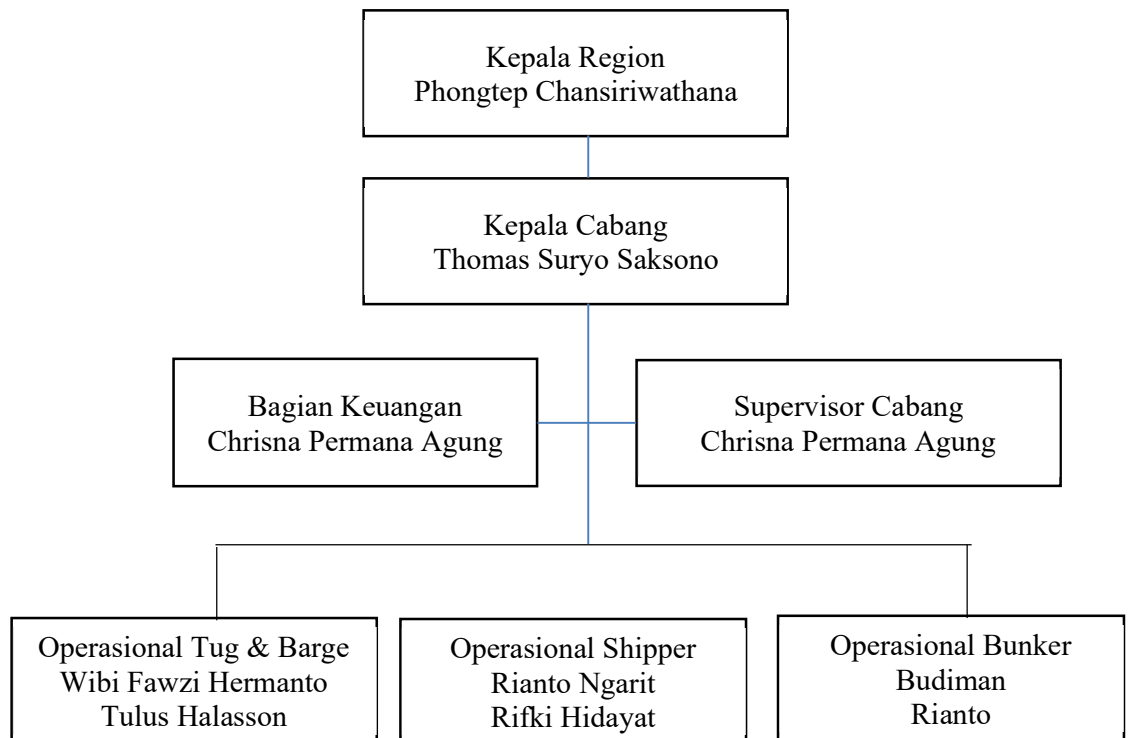 Kepala Region
Phongtep Chansiriwathana
Kepala Cabang
Thomas Suryo Saksono
Bagian Keuangan
Chrisna Permana Agung
Supervisor Cabang
Chrisna Permana Agung
Operasional Tug & Barge
Wibi Fawzi Hermanto
Tulus Halasson
Operasional Shipper
Rianto Ngarit
Rifki Hidayat
Operasional Bunker
Budiman
Rianto